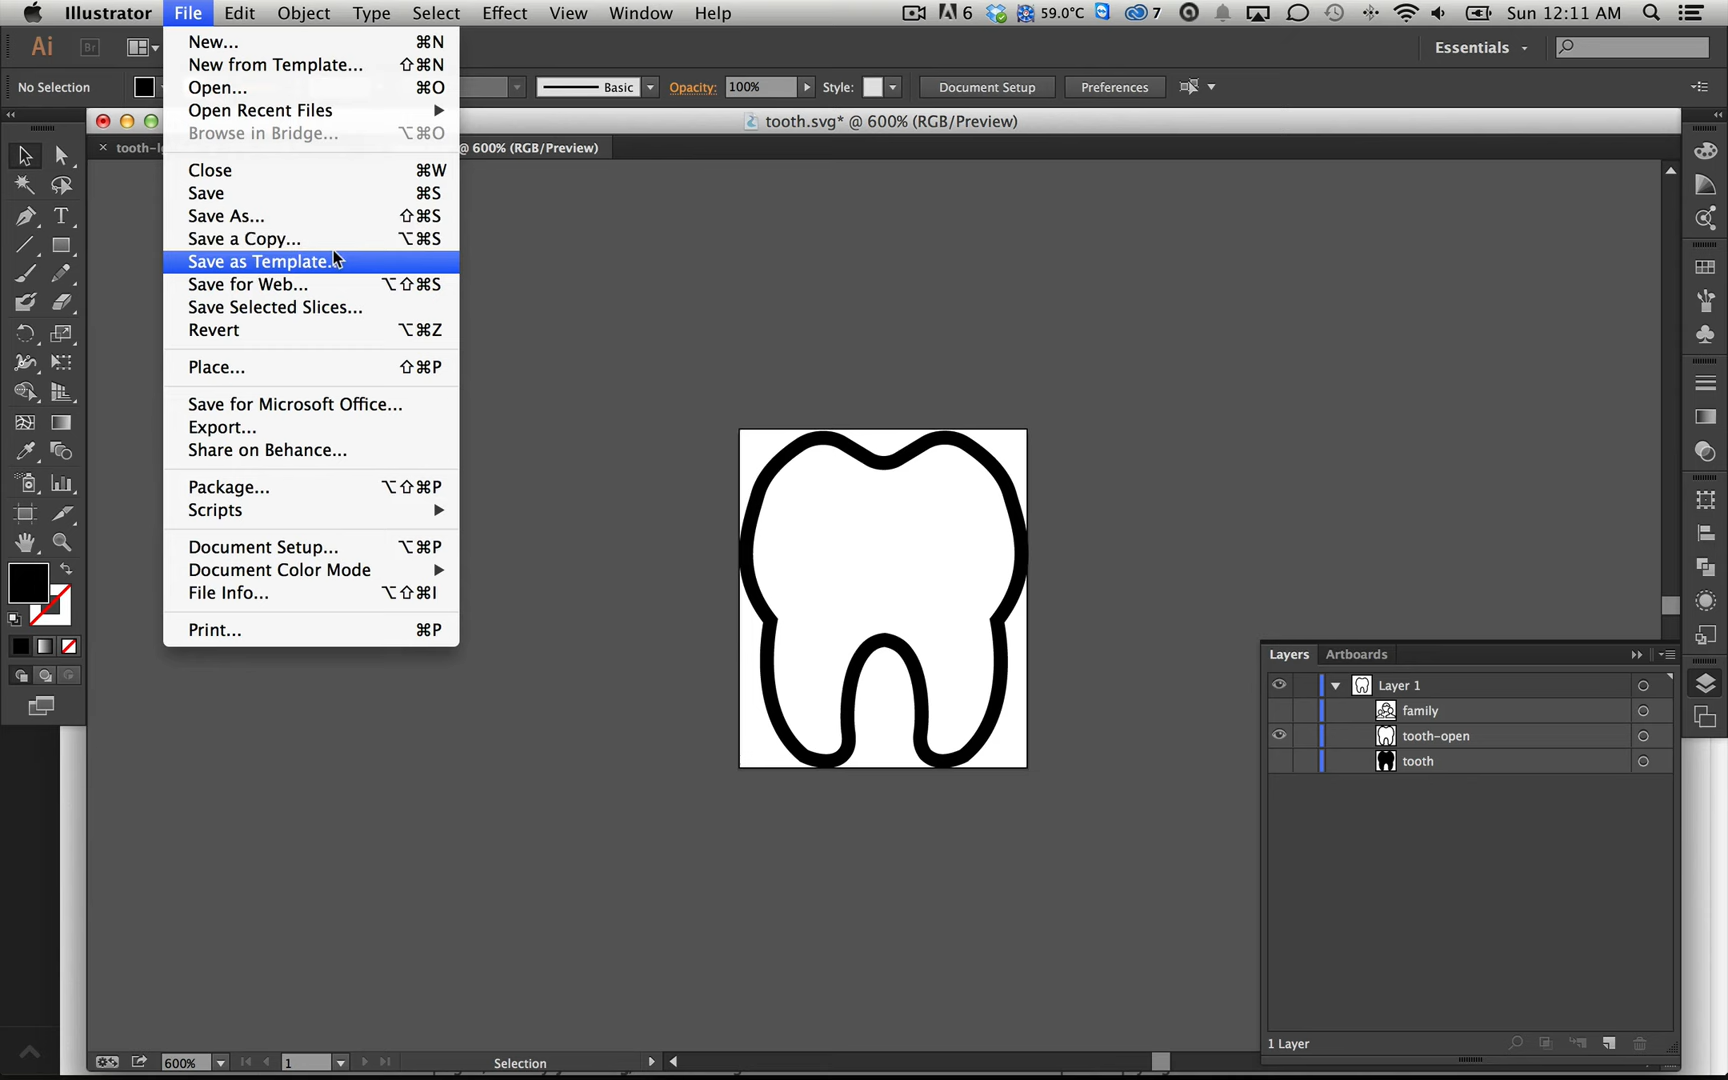 Illustrator File Edit Object Type Select Effect View Window Help 6 59.0°C 7 Sun 12:11 AM
Ai Br Essentials
No Selection Basic Opacity: 100% Style: Document Setup Preferences
tooth.svg* @ 600% (RGB/Preview)
@ 600% (RGB/Preview)
New... ⌘N
New from Template... ⇧⌘N
Open... ⌘O
Open Recent Files
Browse in Bridge... ⌥⌘O
Close ⌘W
Save ⌘S
Save As... ⇧⌘S
Save a Copy... ⌥⌘S
Save as Template...
Save for Web... ⌥⇧⌘S
Save Selected Slices...
Revert ⌥⌘Z
Place... ⇧⌘P
Save for Microsoft Office...
Export...
Share on Behance...
Package... ⌥⇧⌘P
Scripts
Document Setup... ⌥⌘P
Document Color Mode
File Info... ⌥⇧⌘I
Print... ⌘P
Layers Artboards
Layer 1
family
tooth-open
tooth
1 Layer
600% 1 Selection